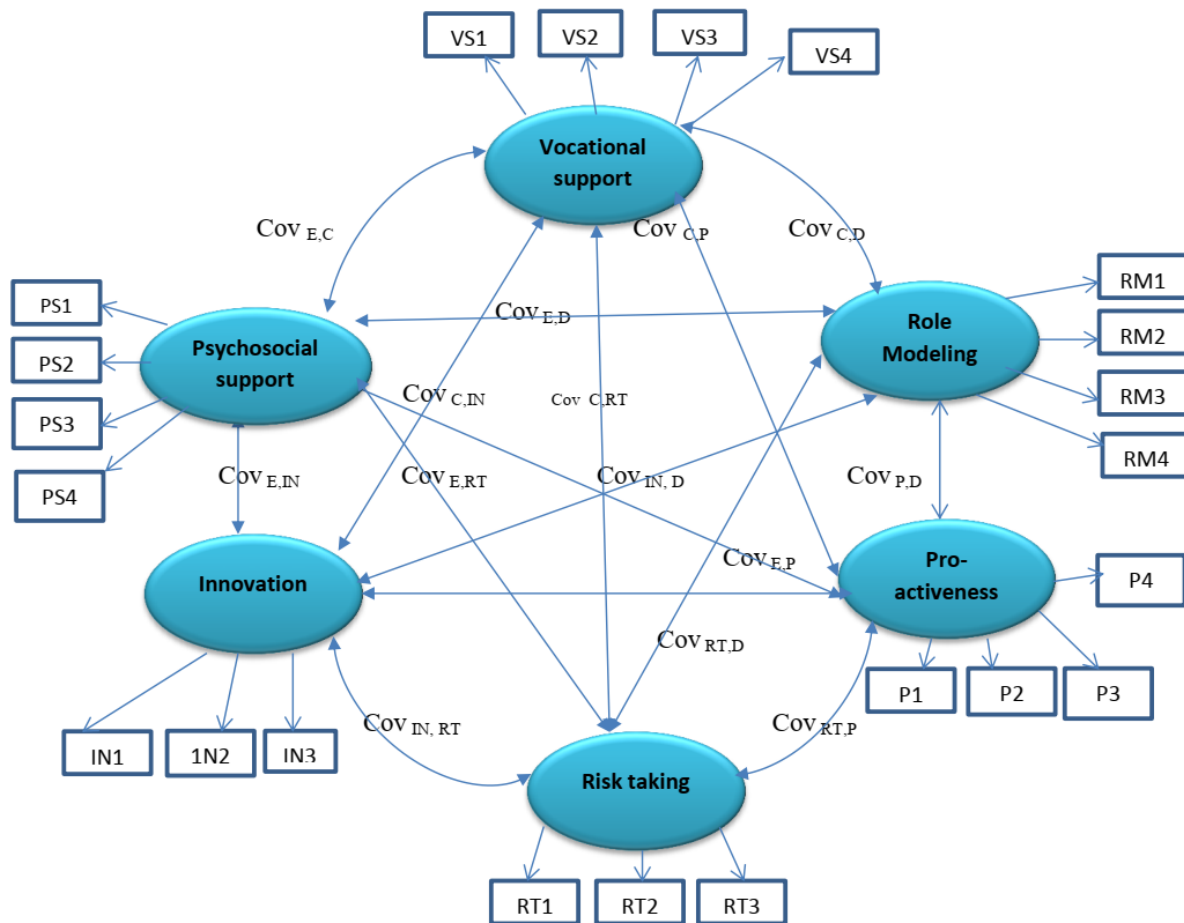 VS1
VS2
VS3
VS4
Vocational
support
Cov E,C
Cov C,P
Cov C,D
PS1
PS2
PS3
PS4
Psychosocial
support
Cov E,D
Role
Modeling
RM1
RM2
RM3
RM4
Cov C,IN
Cov C,RT
Cov E,IN
Cov E,RT
Cov IN, D
Cov P,D
Innovation
Cov E,P
Pro-
activeness
P4
Cov RT,D
P1
P2
P3
IN1
1N2
IN3
Cov IN, RT
Cov RT,P
Risk taking
RT1
RT2
RT3